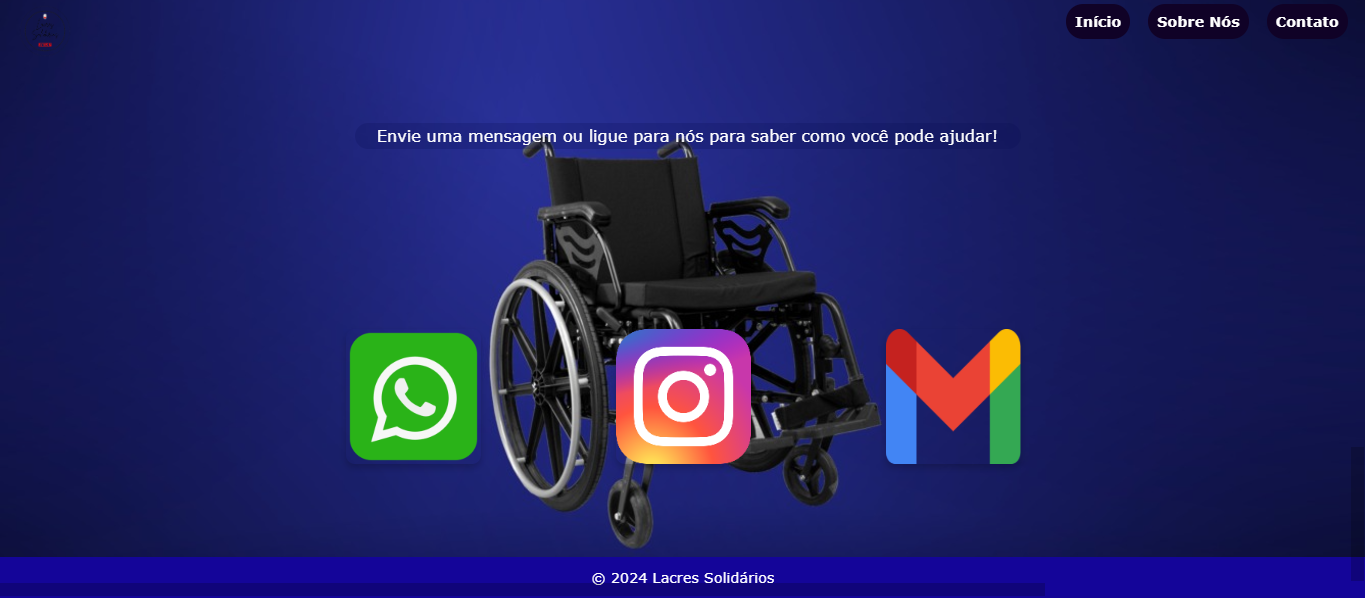 Início
Sobre Nós
Contato
Envie uma mensagem ou ligue para nós para saber como você pode ajudar!
© 2024 Lacres Solidários